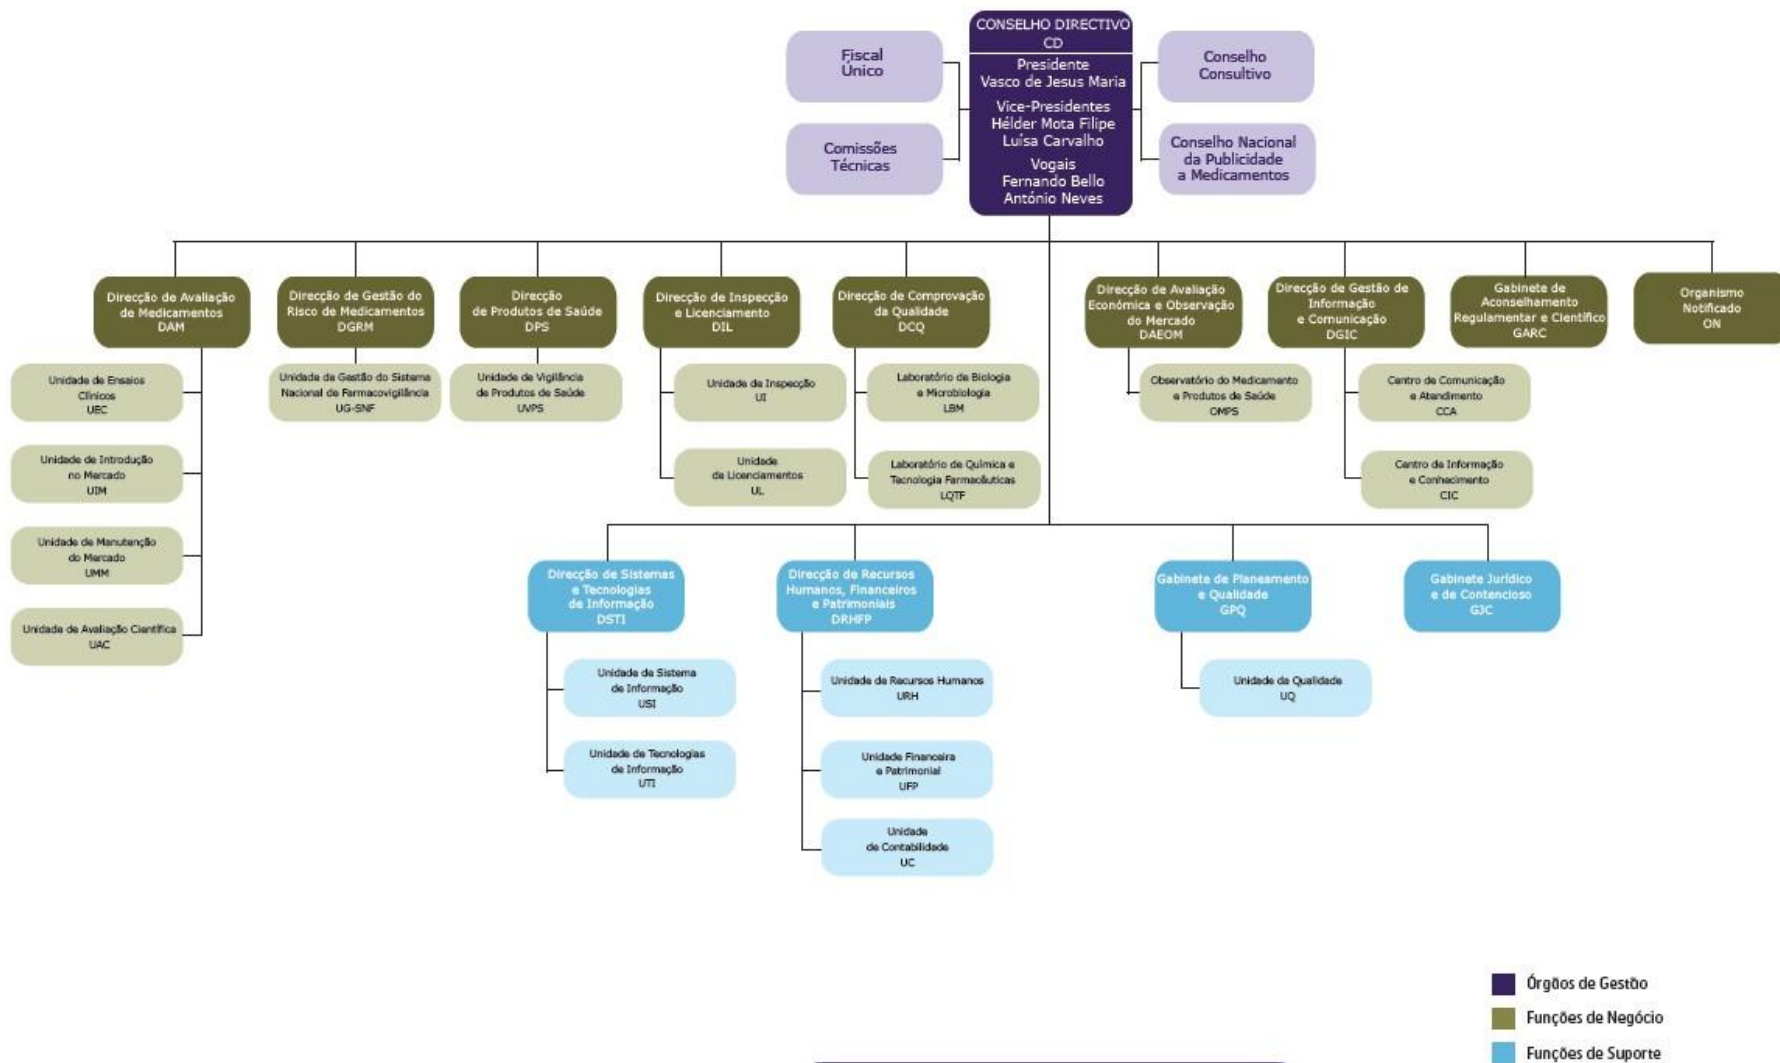 CONSELHO DIRECTIVO
CD
Presidente
Vasco de Jesus Maria
Vice-Presidentes
Hélder Mota Filipe
Luísa Carvalho
Vogais
Fernando Bello
António Neves
Fiscal
Único
Comissões
Técnicas
Conselho
Consultivo
Conselho Nacional
da Publicidade
a Medicamentos
Direcção de Avaliação
de Medicamentos
DAM
Direcção de Gestão do
Risco de Medicamentos
DGRM
Direcção
de Produtos de Saúde
DPS
Direcção de Inspecção
e Licenciamento
DIL
Direcção de Comprovação
da Qualidade
DCQ
Direcção de Avaliação
Económica e Observação
do Mercado
DAEOM
Direcção de Gestão de
Informação
e Comunicação
DGIC
Gabinete de
Aconselhamento
Regulamentar e Científico
GARC
Organismo
Notificado
ON
Unidade de Ensaios
Clínicos
UEC
Unidade de Introdução
no Mercado
UIM
Unidade de Manutenção
do Mercado
UMM
Unidade de Avaliação Científica
UAC
Unidade de Gestão do Sistema
Nacional de Farmacovigilância
UG-SNF
Unidade de Vigilância
de Produtos de Saúde
UVPS
Unidade de Inspecção
UI
Unidade
de Licenciamentos
UL
Laboratório de Biologia
e Microbiologia
LBM
Laboratório de Química e
Tecnologia Farmacêuticas
LQTF
Observatório do Medicamento
e Produtos de Saúde
OMPS
Centro de Comunicação
e Atendimento
CCA
Centro de Informação
e Conhecimento
CIC
Direcção de Sistemas
e Tecnologias
de Informação
DSTI
Direcção de Recursos
Humanos, Financeiros
e Patrimoniais
DRHFP
Gabinete de Planeamento
e Qualidade
GPQ
Gabinete Jurídico
e de Contencioso
GJC
Unidade de Sistema
de Informação
USI
Unidade de Tecnologias
de Informação
UTI
Unidade de Recursos Humanos
URH
Unidade Financeira
e Patrimonial
UFP
Unidade
de Contabilidade
UC
Unidade da Qualidade
UQ
Órgãos de Gestão
Funções de Negócio
Funções de Suporte